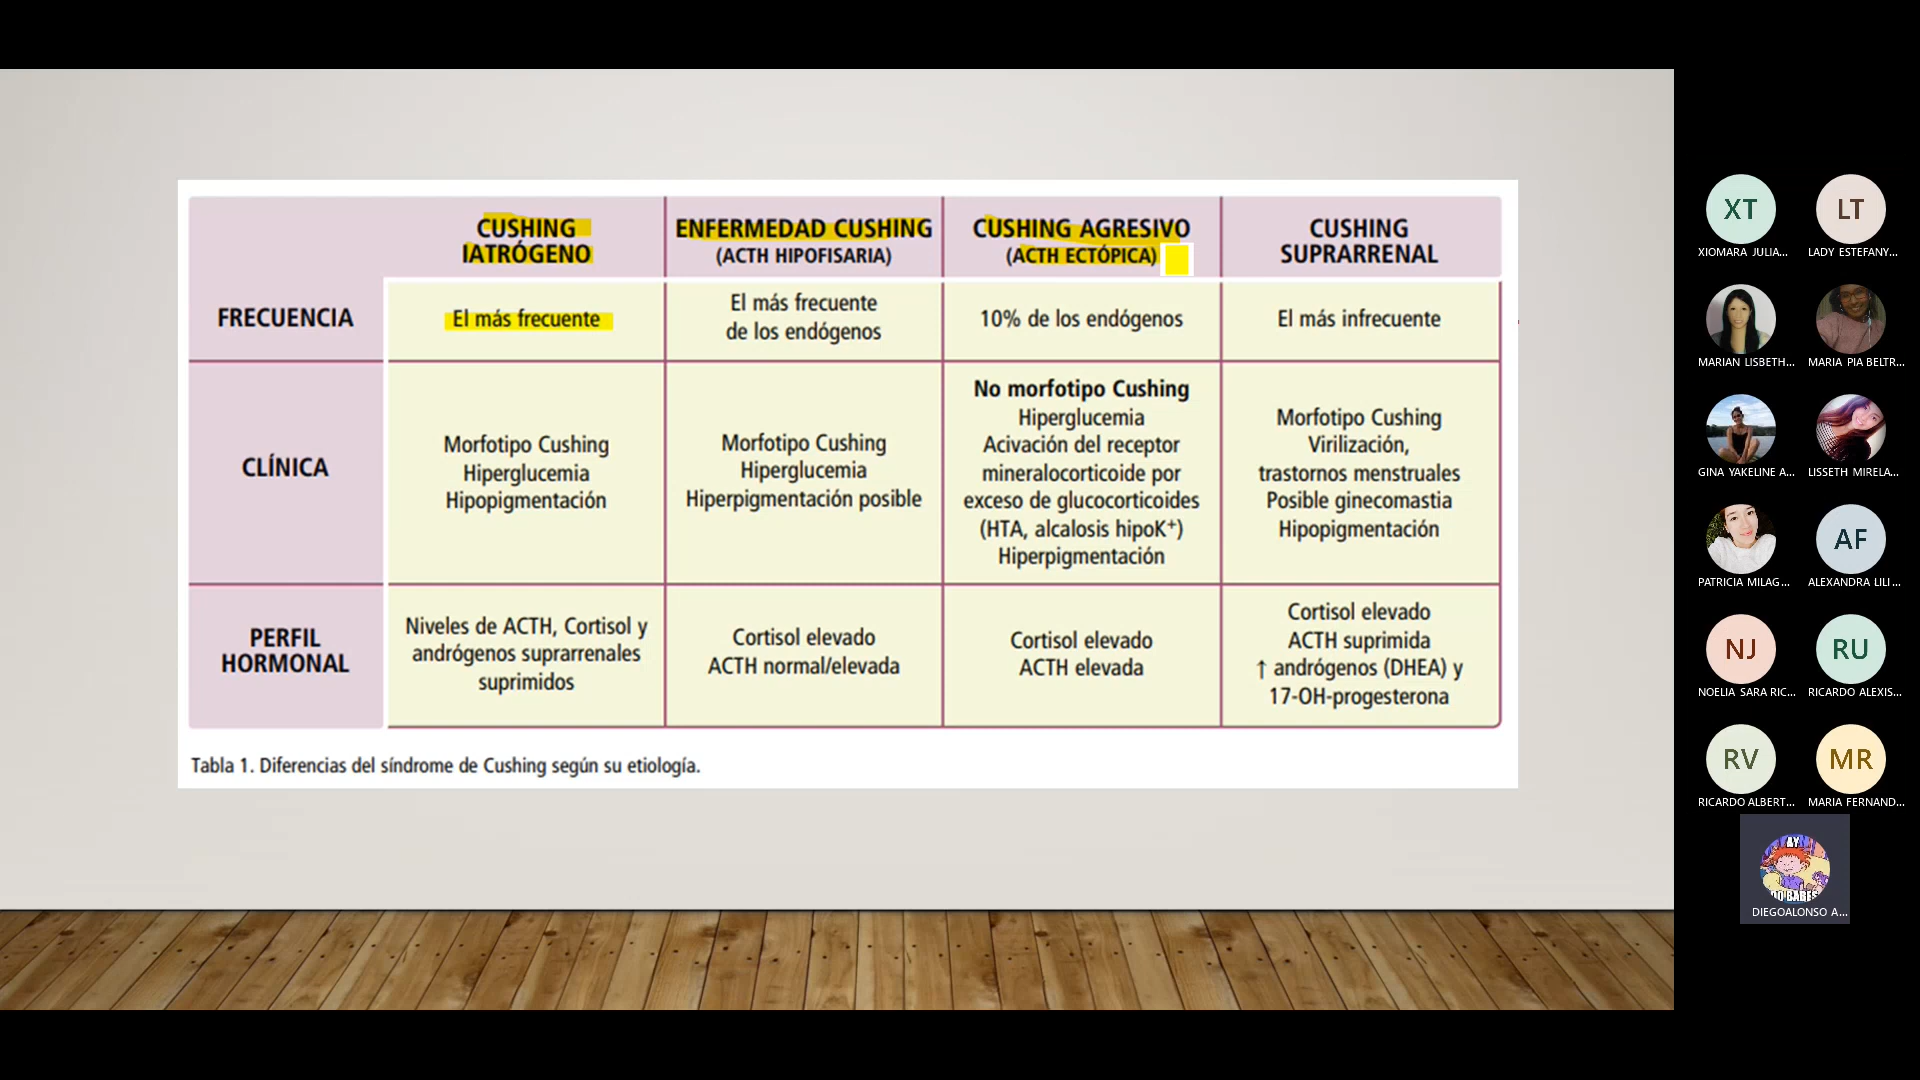 CUSHING
IATRÓGENO
ENFERMEDAD CUSHING
(ACTH HIPOFISARIA)
CUSHING AGRESIVO
(ACTH ECTÓPICA)
CUSHING
SUPRARRENAL
FRECUENCIA
El más frecuente
El más frecuente
de los endógenos
10% de los endógenos
El más infrecuente
CLÍNICA
Morfotipo Cushing
Hiperglucemia
Hipopigmentación
Morfotipo Cushing
Hiperglucemia
Hiperpigmentación posible
No morfotipo Cushing
Hiperglucemia
Acivación del receptor
mineralocorticoide por
exceso de glucocorticoides
(HTA, alcalosis hipoK⁺)
Hiperpigmentación
Morfotipo Cushing
Virilización,
trastornos menstruales
Posible ginecomastia
Hipopigmentación
PERFIL
HORMONAL
Niveles de ACTH, Cortisol y
andrógenos suprarrenales
suprimidos
Cortisol elevado
ACTH normal/elevada
Cortisol elevado
ACTH elevada
Cortisol elevado
ACTH suprimida
↑ andrógenos (DHEA) y
17-OH-progesterona
Tabla 1. Diferencias del síndrome de Cushing según su etiología.
XT
XIOMARA JULIA...
LT
LADY ESTEFANY...
MARIAN LISBETH...
MARIA PIA BELTR...
GINA YAKELINE A...
LISSETH MIRELA...
PATRICIA MILAG...
AF
ALEXANDRA LILI ...
NJ
NOELIA SARA RIC...
RU
RICARDO ALEXIS...
RV
RICARDO ALBERT...
MR
MARIA FERNAND...
AY
DIEGOALONSO A...